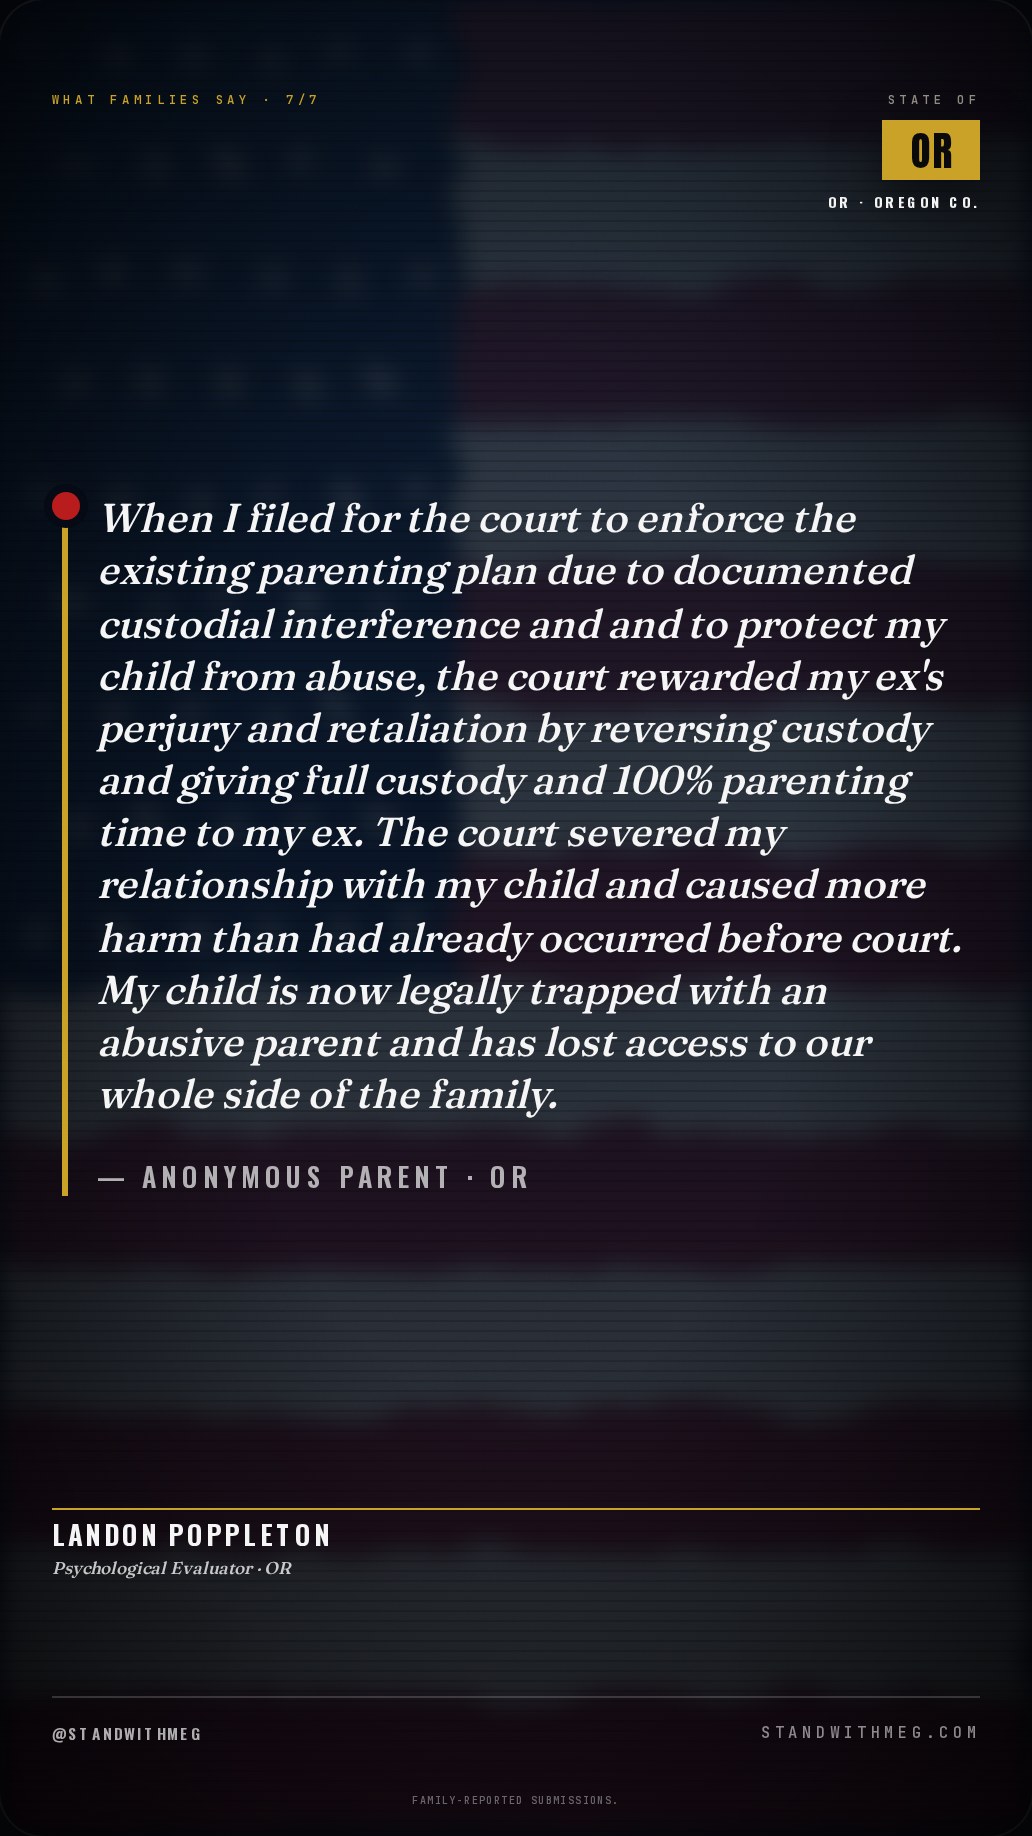 WHAT FAMILIES SAY · 7/7
STATE OF
OR
OR · OREGON CO.
When I filed for the court to enforce the
existing parenting plan due to documented
custodial interference and and to protect my
child from abuse, the court rewarded my ex's
perjury and retaliation by reversing custody
and giving full custody and 100% parenting
time to my ex. The court severed my
relationship with my child and caused more
harm than had already occurred before court.
My child is now legally trapped with an
abusive parent and has lost access to our
whole side of the family.
— ANONYMOUS PARENT · OR
LANDON POPPLETON
Psychological Evaluator · OR
@STANDWITHMEG
STANDWITHMEG.COM
FAMILY-REPORTED SUBMISSIONS.